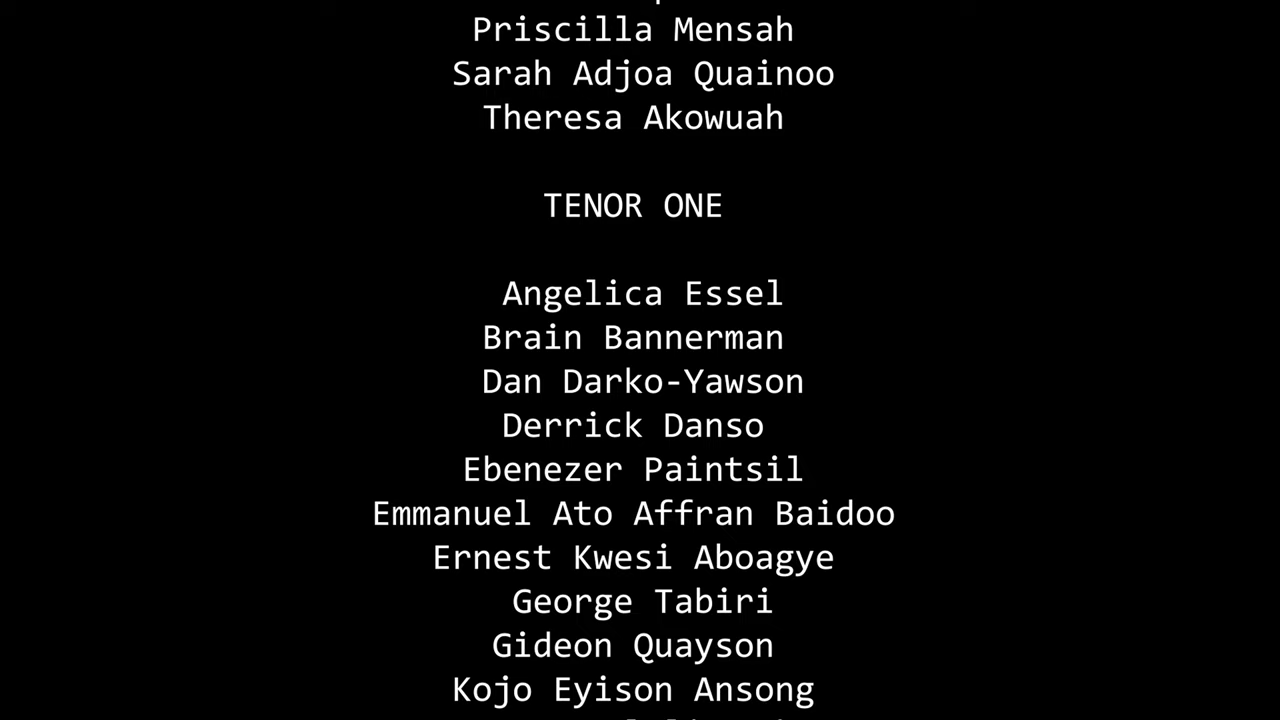 Priscilla Mensah
Sarah Adjoa Quainoo
Theresa Akowuah
TENOR ONE
Angelica Essel
Brain Bannerman
Dan Darko-Yawson
Derrick Danso
Ebenezer Paintsil
Emmanuel Ato Affran Baidoo
Ernest Kwesi Aboagye
George Tabiri
Gideon Quayson
Kojo Eyison Ansong